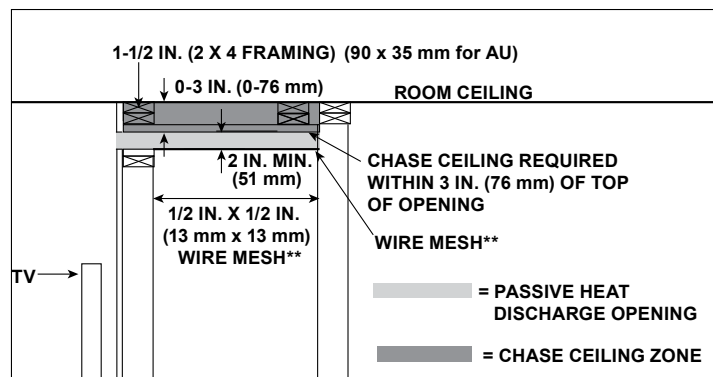 1-1/2 IN. (2 X 4 FRAMING) (90 x 35 mm for AU)
0-3 IN. (0-76 mm)
ROOM CEILING
2 IN. MIN.
(51 mm)
CHASE CEILING REQUIRED
WITHIN 3 IN. (76 mm) OF TOP
OF OPENING
1/2 IN. X 1/2 IN.
(13 mm x 13 mm)
WIRE MESH**
WIRE MESH**
TV
= PASSIVE HEAT
DISCHARGE OPENING
= CHASE CEILING ZONE